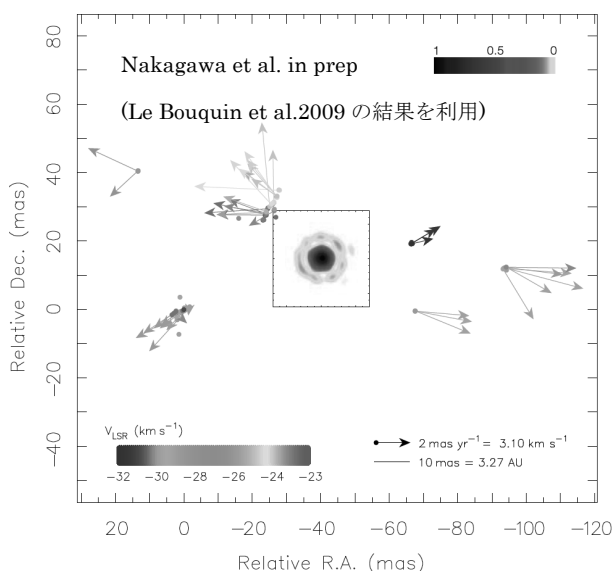 Nakagawa et al. in prep
(Le Bouquin et al.2009 の結果を利用)
1 0.5 0
80
60
40
20
0
−20
−40
Relative Dec. (mas)
V_LSR (km s⁻¹)
−32 −30 −28 −26 −24 −23
2 mas yr⁻¹= 3.10 km s⁻¹
10 mas = 3.27 AU
20 0 −20 −40 −60 −80 −100 −120
Relative R.A. (mas)